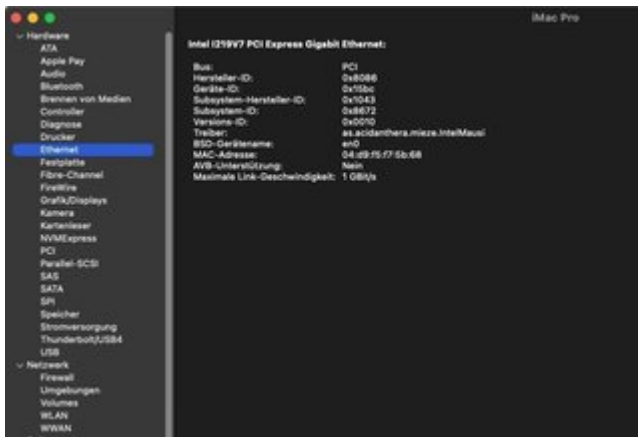 iMac Pro
Hardware
ATA
Apple Pay
Audio
Bluetooth
Brennen von Medien
Controller
Diagnose
Drucker
Ethernet
Festplatte
Fibre-Channel
FireWire
Grafik/Displays
Kamera
Kartenleser
NVMExpress
PCI
Parallel-SCSI
SAS
SATA
SPI
Speicher
Stromversorgung
Thunderbolt/USB4
USB
Netzwerk
Firewall
Umgebungen
Volumes
WLAN
WWAN
Intel I219V7 PCI Express Gigabit Ethernet:
Bus: PCI
Hersteller-ID: 0x8086
Geräte-ID: 0x15bc
Subsystem-Hersteller-ID: 0x1043
Subsystem-ID: 0x8672
Versions-ID: 0x0010
Treiber: as.acidanthera.mieze.IntelMausi
BSD-Gerätename: en0
MAC-Adresse: 04:d9:f5:f7:5b:68
AVB-Unterstützung: Nein
Maximale Link-Geschwindigkeit: 1 GBit/s